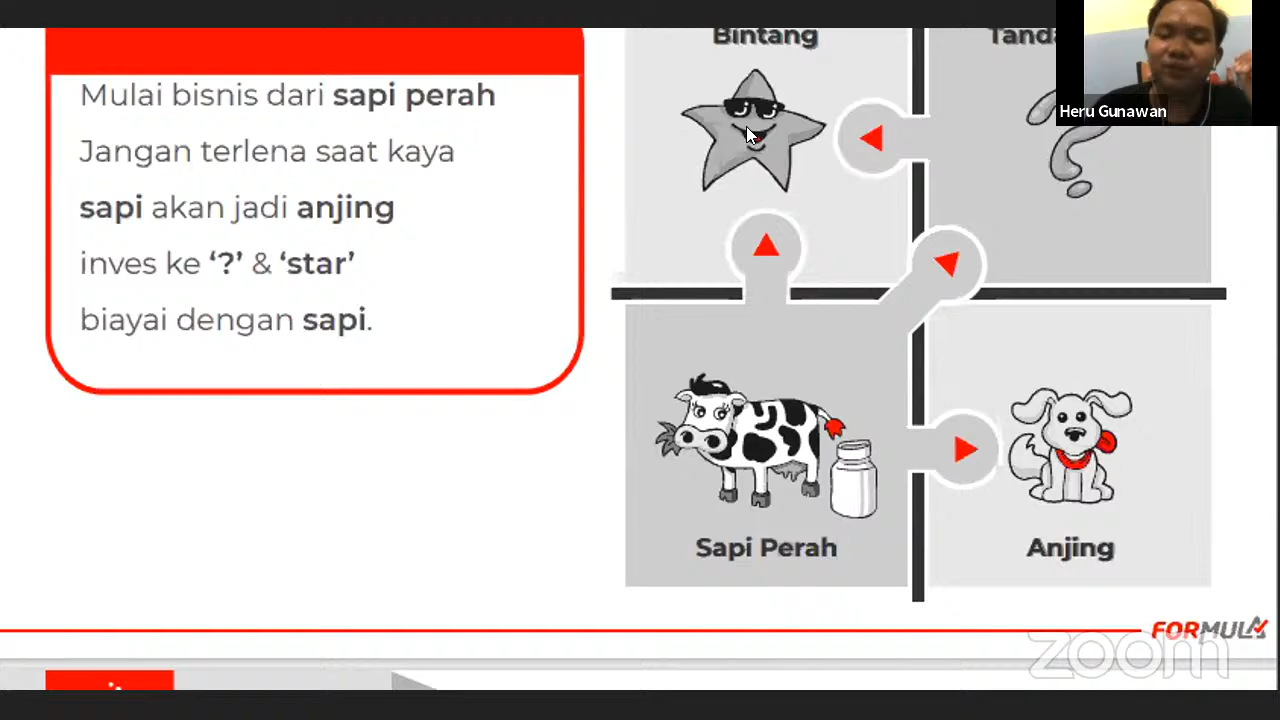 Mulai bisnis dari sapi perah
Jangan terlena saat kaya
sapi akan jadi anjing
inves ke ‘?’ & ‘star’
biayai dengan sapi.
Bintang
Heru Gunawan
Sapi Perah
Anjing
FORMULA
zoom